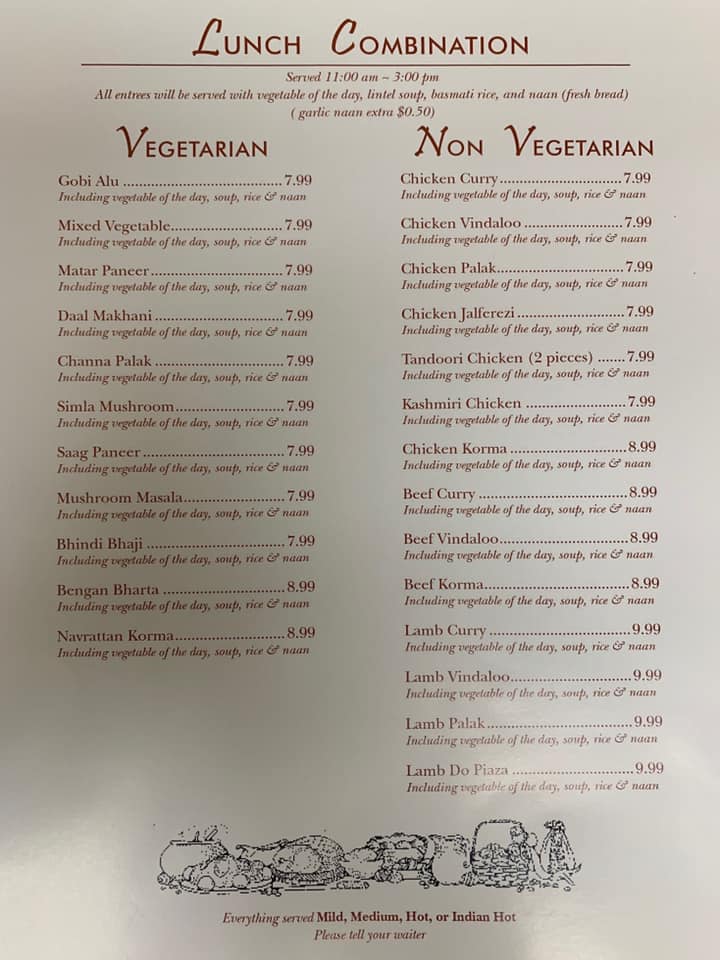 Lunch Combination
Served 11:00 am ~ 3:00 pm
All entrees will be served with vegetable of the day, lintel soup, basmati rice, and naan (fresh bread)
( garlic naan extra $0.50)
Vegetarian
Gobi Alu ....................................7.99
Including vegetable of the day, soup, rice & naan
Mixed Vegetable.........................7.99
Including vegetable of the day, soup, rice & naan
Matar Paneer..............................7.99
Including vegetable of the day, soup, rice & naan
Daal Makhani .............................7.99
Including vegetable of the day, soup, rice & naan
Channa Palak .............................7.99
Including vegetable of the day, soup, rice & naan
Simla Mushroom.........................7.99
Including vegetable of the day, soup, rice & naan
Saag Paneer ................................7.99
Including vegetable of the day, soup, rice & naan
Mushroom Masala.......................7.99
Including vegetable of the day, soup, rice & naan
Bhindi Bhaji ...............................7.99
Including vegetable of the day, soup, rice & naan
Bengan Bharta ............................8.99
Including vegetable of the day, soup, rice & naan
Navrattan Korma.........................8.99
Including vegetable of the day, soup, rice & naan
Non Vegetarian
Chicken Curry............................7.99
Including vegetable of the day, soup, rice & naan
Chicken Vindaloo ......................7.99
Including vegetable of the day, soup, rice & naan
Chicken Palak.............................7.99
Including vegetable of the day, soup, rice & naan
Chicken Jalferezi ........................7.99
Including vegetable of the day, soup, rice & naan
Tandoori Chicken (2 pieces) .......7.99
Including vegetable of the day, soup, rice & naan
Kashmiri Chicken .......................7.99
Including vegetable of the day, soup, rice & naan
Chicken Korma ..........................8.99
Including vegetable of the day, soup, rice & naan
Beef Curry ..................................8.99
Including vegetable of the day, soup, rice & naan
Beef Vindaloo.............................8.99
Including vegetable of the day, soup, rice & naan
Beef Korma.................................8.99
Including vegetable of the day, soup, rice & naan
Lamb Curry ................................9.99
Including vegetable of the day, soup, rice & naan
Lamb Vindaloo...........................9.99
Including vegetable of the day, soup, rice & naan
Lamb Palak.................................9.99
Including vegetable of the day, soup, rice & naan
Lamb Do Piaza ...........................9.99
Including vegetable of the day, soup, rice & naan
Everything served Mild, Medium, Hot, or Indian Hot
Please tell your waiter